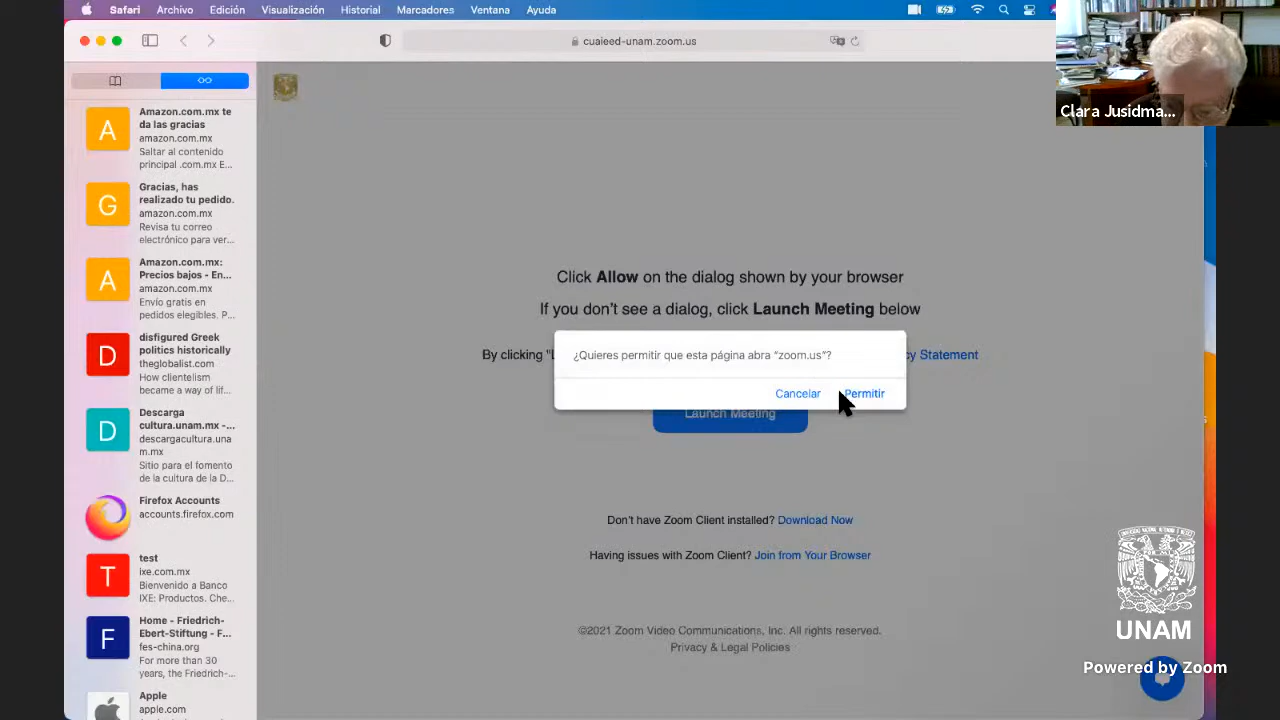 Safari Archivo Edición Visualización Historial Marcadores Ventana Ayuda
cuaieed-unam.zoom.us
Clara Jusidma...
A
Amazon.com.mx te
da las gracias
amazon.com.mx
Saltar al contenido
principal .com.mx E...
G
Gracias, has
realizado tu pedido.
amazon.com.mx
Revisa tu correo
electrónico para ver...
A
Amazon.com.mx:
Precios bajos - En...
amazon.com.mx
Envío gratis en
pedidos elegibles. P...
D
disfigured Greek
politics historically
theglobalist.com
How clientelism
became a way of lif...
D
Descarga
cultura.unam.mx -...
descargacultura.una
m.mx
Sitio para el fomento
de la cultura de la D...
Firefox Accounts
accounts.firefox.com
T
test
ixe.com.mx
Bienvenido a Banco
IXE: Productos. Che...
F
Home - Friedrich-
Ebert-Stiftung - F...
fes-china.org
For more than 30
years, the Friedrich-...
Apple
apple.com
Click Allow on the dialog shown by your browser
If you don't see a dialog, click Launch Meeting below
By clicking "L
cy Statement
¿Quieres permitir que esta página abra "zoom.us"?
Cancelar Permitir
Launch Meeting
Don't have Zoom Client installed? Download Now
Having issues with Zoom Client? Join from Your Browser
©2021 Zoom Video Communications, Inc. All rights reserved.
Privacy & Legal Policies
UNAM
Powered by Zoom